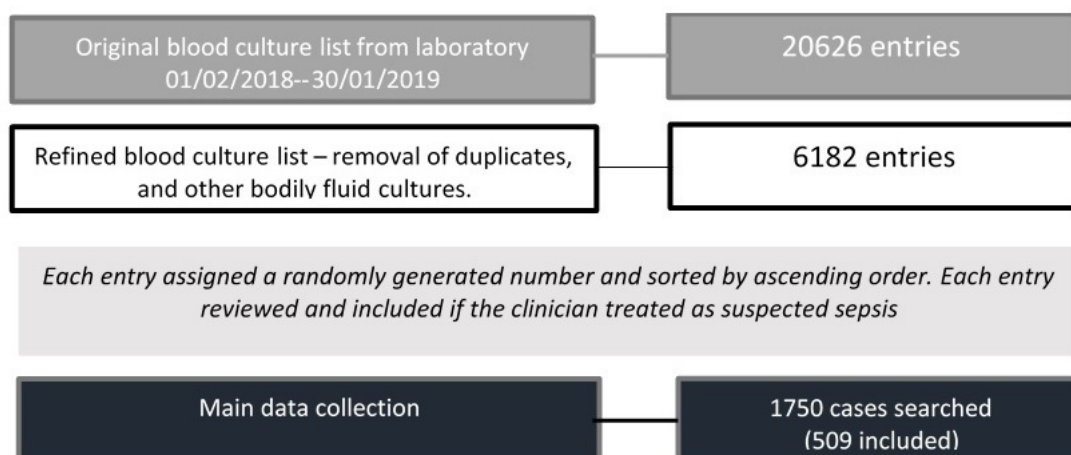 Original blood culture list from laboratory
01/02/2018--30/01/2019
20626 entries
Refined blood culture list – removal of duplicates,
and other bodily fluid cultures.
6182 entries
Each entry assigned a randomly generated number and sorted by ascending order. Each entry
reviewed and included if the clinician treated as suspected sepsis
Main data collection
1750 cases searched
(509 included)